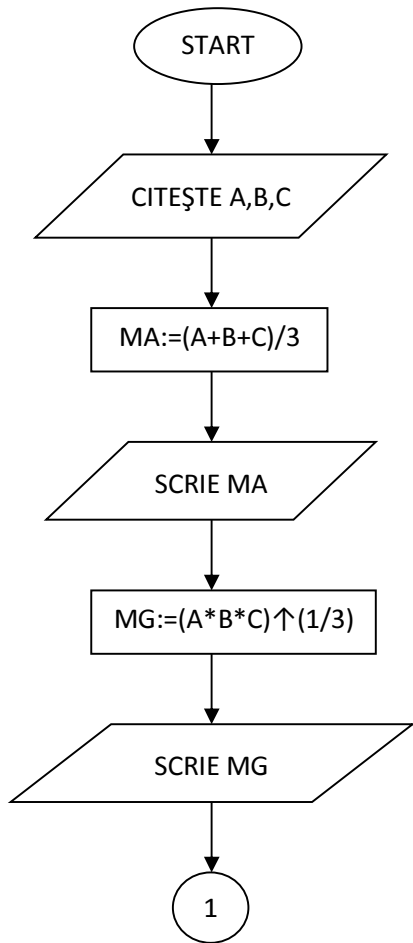 START
CITEŞTE A,B,C
MA:=(A+B+C)/3
SCRIE MA
MG:=(A*B*C)↑(1/3)
SCRIE MG
1